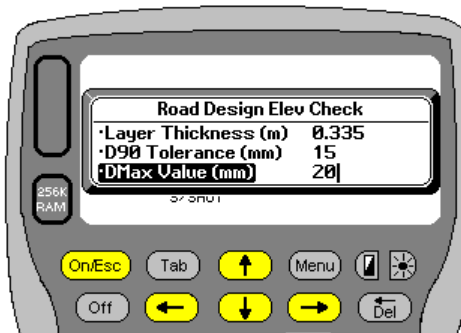 Road Design Elev Check
·Layer Thickness (m) 0.335
·D90 Tolerance (mm) 15
·DMax Value (mm) 20
256K
RAM
On/Esc Tab Menu
Off Del